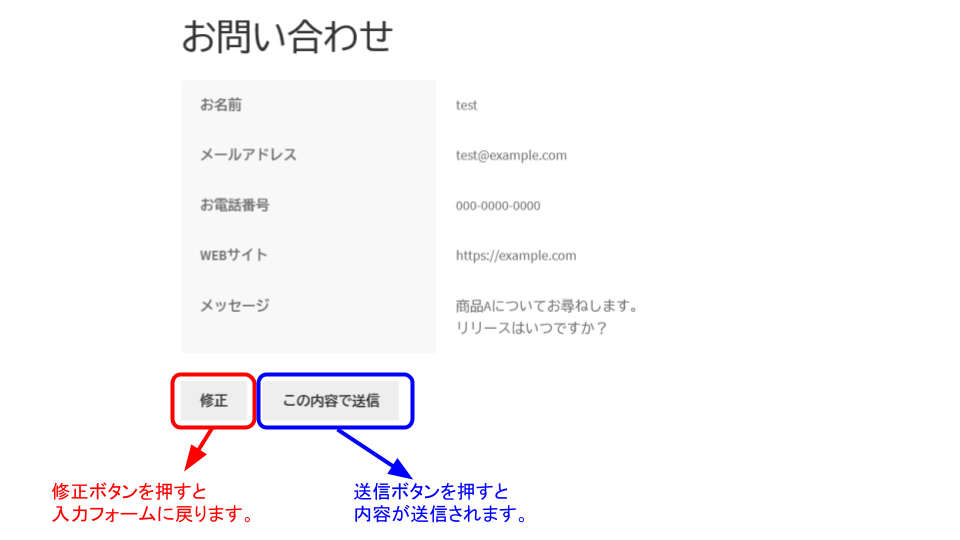 お問い合わせ
お名前 test
メールアドレス test@example.com
お電話番号 000-0000-0000
WEBサイト https://example.com
メッセージ 商品Aについてお尋ねします。
リリースはいつですか？
修正 この内容で送信
修正ボタンを押すと
入力フォームに戻ります。
送信ボタンを押すと
内容が送信されます。